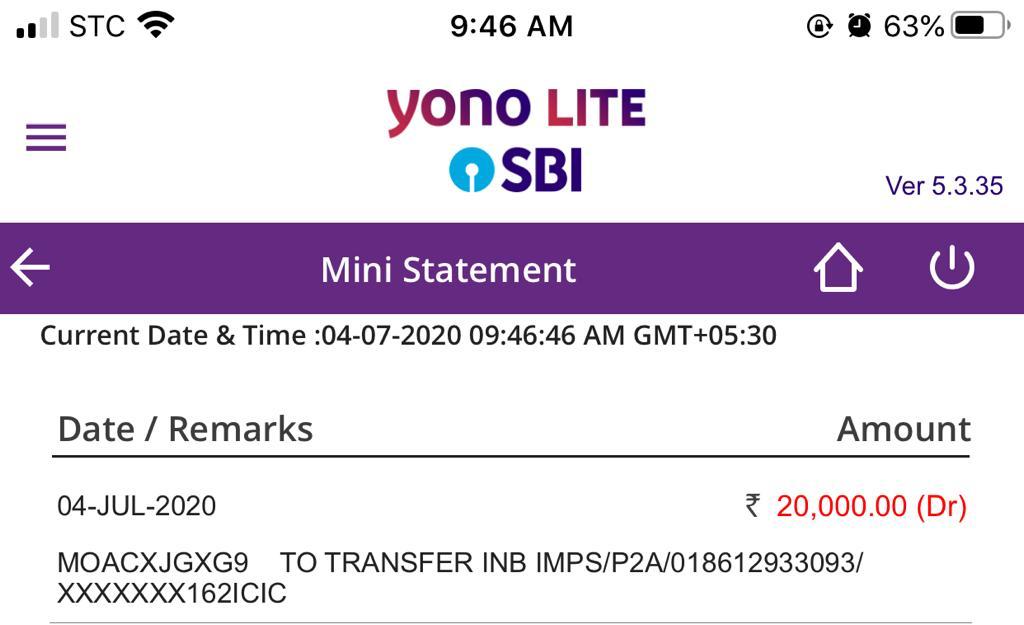 STC 9:46 AM 63%
yono LITE
SBI
Ver 5.3.35
Mini Statement
Current Date & Time :04-07-2020 09:46:46 AM GMT+05:30
Date / Remarks Amount
04-JUL-2020 ₹ 20,000.00 (Dr)
MOACXJGXG9 TO TRANSFER INB IMPS/P2A/018612933093/
XXXXXXX162ICIC